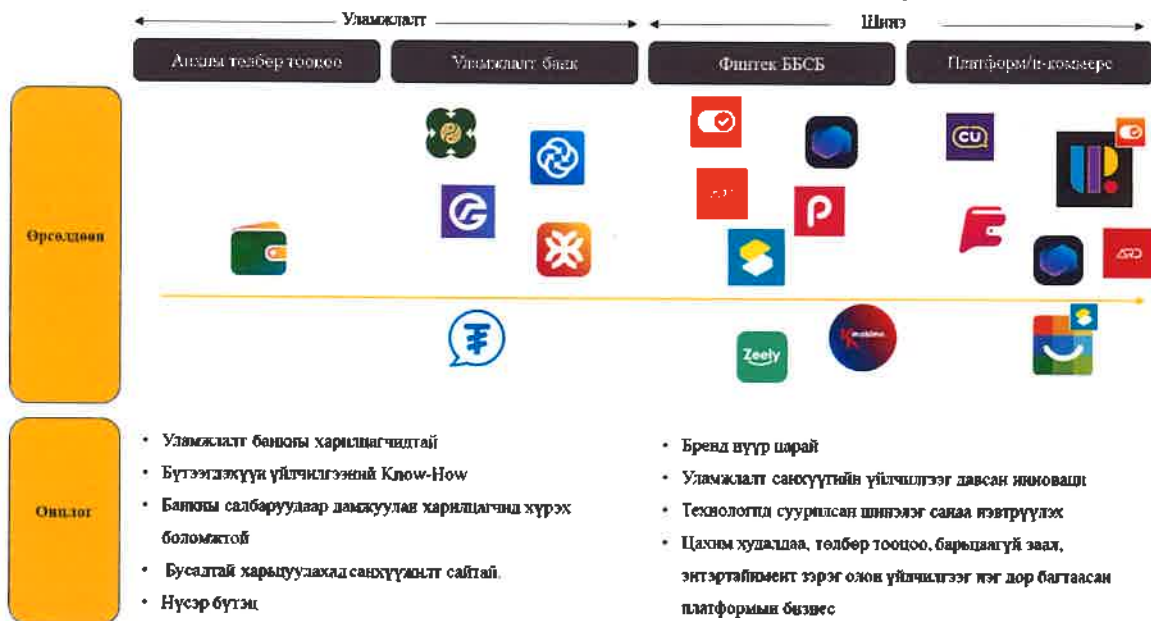 Уламжлалт
Шинэ
Анхны төлбөр тооцоо
Уламжлалт банк
Финтек ББСБ
Платформ/и-коммерс
Өрсөлдөөн
CU
ARD
Zeely
Онцлог
• Уламжлалт банкны харилцагчидтай
• Бүтээгдэхүүн үйлчилгээний Know-How
• Банкны салбаруудаар дамжуулан харилцагчид хүрэх
боломжтой
• Бусадтай харьцуулахад санхүүжилт сайтай.
• Нүсэр бүтэц
• Бренд нүүр царай
• Уламжлалт санхүүгийн үйлчилгээг давсан инноваци
• Технологид суурилсан шинэлэг санаа нэвтрүүлэх
• Цахим худалдаа, төлбөр тооцоо, барьцаагүй зээл,
энтэртайнмент зэрэг олон үйлчилгээг нэг дор багтаасан
платформын бизнес